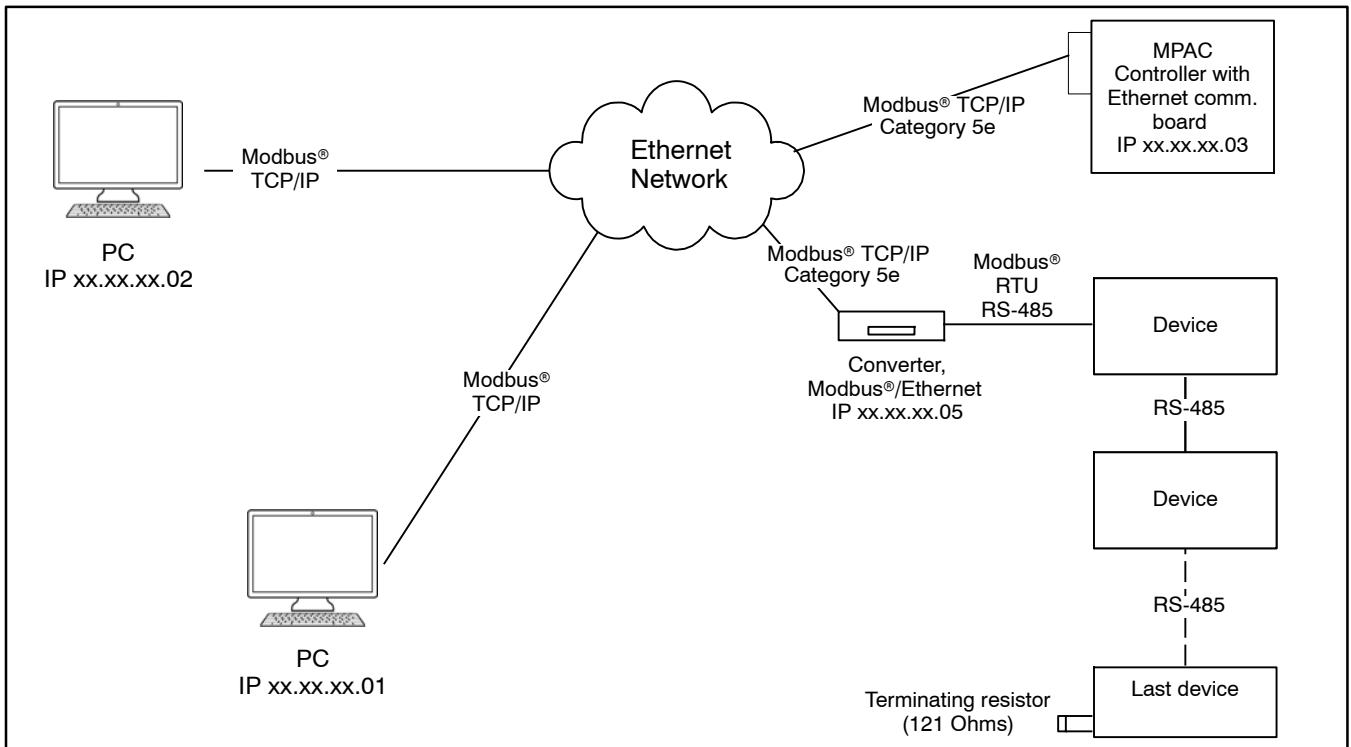 MPAC
Controller with
Ethernet comm.
board
IP xx.xx.xx.03
Modbus® TCP/IP
Category 5e
Ethernet
Network
Modbus®
TCP/IP
PC
IP xx.xx.xx.02
Modbus® TCP/IP
Category 5e
Modbus®
RTU
RS-485
Device
Converter,
Modbus®/Ethernet
IP xx.xx.xx.05
RS-485
Modbus®
TCP/IP
Device
RS-485
PC
IP xx.xx.xx.01
Last device
Terminating resistor
(121 Ohms)